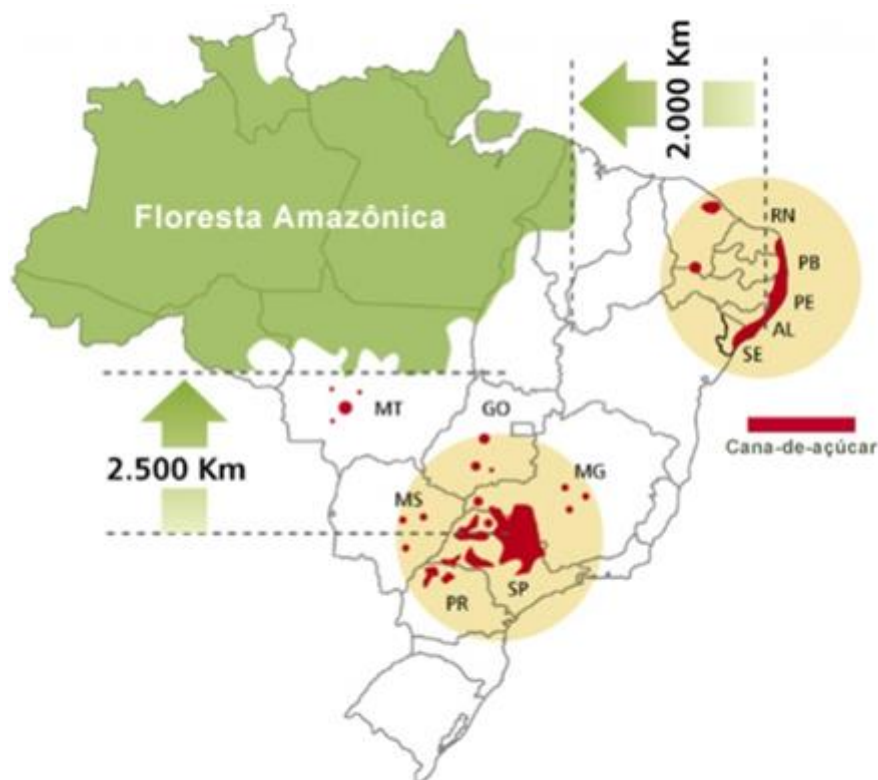 2.000 Km
Floresta Amazônica
RN
PB
PE
AL
SE
MT
GO
Cana-de-açúcar
2.500 Km
MS
MG
SP
PR